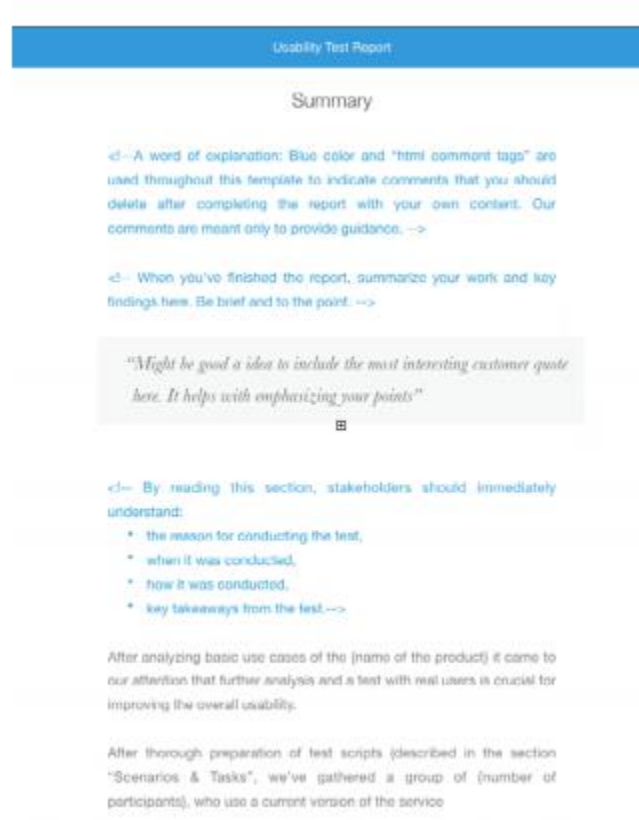 Usability Test Report
Summary
<!-- A word of explanation: Blue color and "html comment tags" are
used throughout this template to indicate comments that you should
delete after completing the report with your own content. Our
comments are meant only to provide guidance. -->
<!-- When you've finished the report, summarize your work and key
findings here. Be brief and to the point. -->
"Might be good a idea to include the most interesting customer quote
here. It helps with emphasizing your points"
<!-- By reading this section, stakeholders should immediately
understand:
• the reason for conducting the test,
• when it was conducted,
• how it was conducted,
• key takeaways from the test.-->
After analyzing basic use cases of the {name of the product} it came to
our attention that further analysis and a test with real users is crucial for
improving the overall usability.
After thorough preparation of test scripts (described in the section
"Scenarios & Tasks", we've gathered a group of {number of
participants}, who use a current version of the service